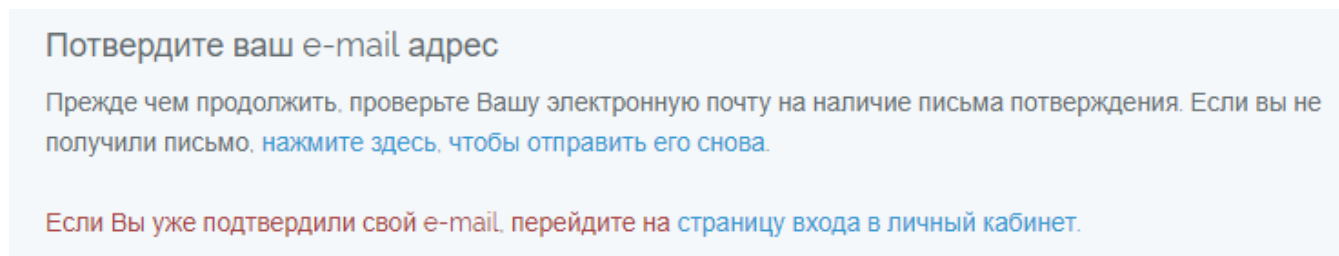 Потвердите ваш e-mail адрес
Прежде чем продолжить, проверьте Вашу электронную почту на наличие письма потверждения. Если вы не
получили письмо, нажмите здесь, чтобы отправить его снова.
Если Вы уже подтвердили свой e-mail, перейдите на страницу входа в личный кабинет.